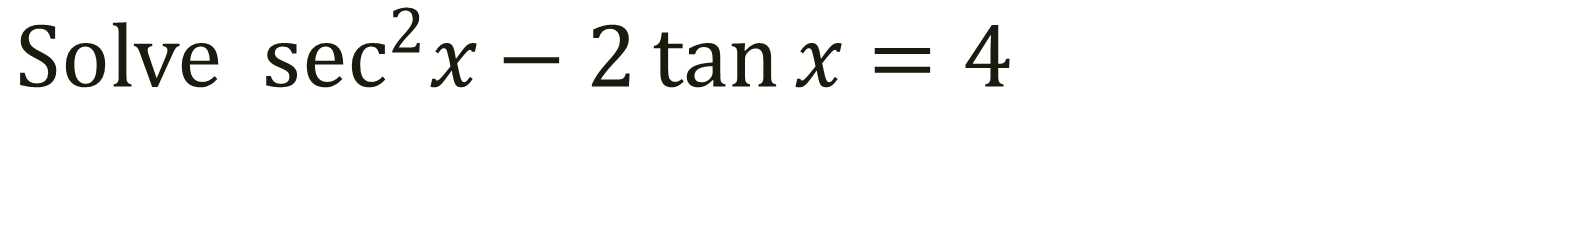 Solve sec²x − 2 tan x = 4